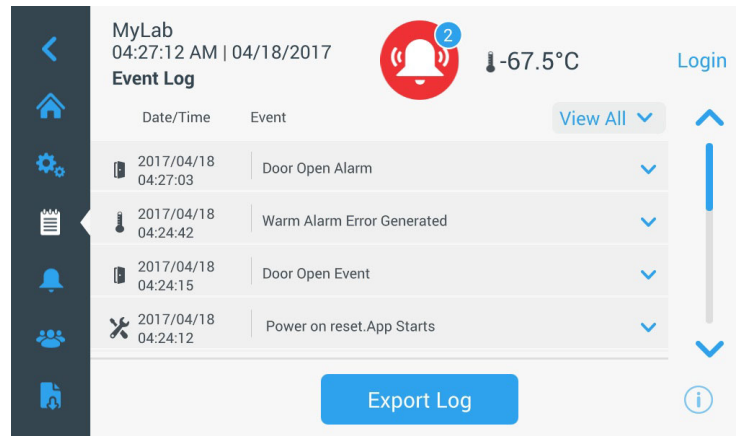 MyLab
04:27:12 AM | 04/18/2017
Event Log
2
-67.5°C
Login
Date/Time Event View All
2017/04/18
04:27:03
Door Open Alarm
2017/04/18
04:24:42
Warm Alarm Error Generated
2017/04/18
04:24:15
Door Open Event
2017/04/18
04:24:12
Power on reset.App Starts
Export Log
i